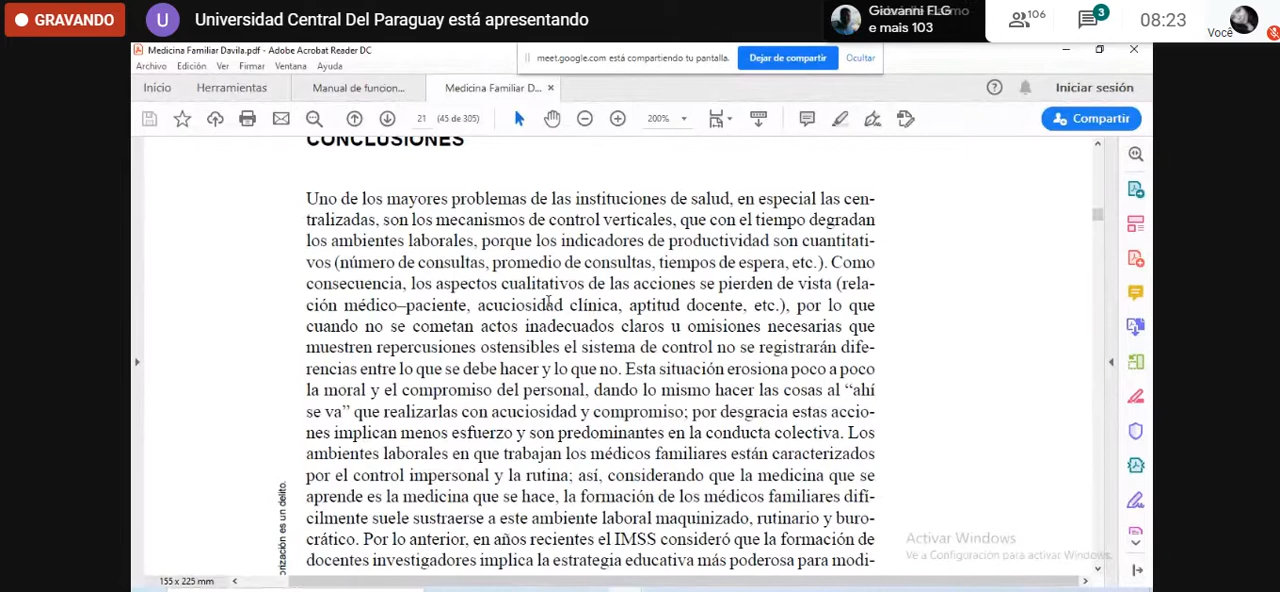 GRAVANDO
U
Universidad Central Del Paguay está apresentando
Giovanni FLG
e mais 103
106
3
08:23
Você
Medicina Familiar Davila.pdf - Adobe Acrobat Reader DC
meet.google.com está compartiendo tu pantalla.
Dejar de compartir
Ocultar
Archivo Edición Ver Firmar Ventana Ayuda
Inicio
Herramientas
Manual de funcion...
Medicina Familiar D...
Iniciar sesión
21 (45 de 305)
200%
Compartir
CONCLUSIONES
Uno de los mayores problemas de las instituciones de salud, en especial las cen-
tralizadas, son los mecanismos de control verticales, que con el tiempo degradan
los ambientes laborales, porque los indicadores de productividad son cuantitati-
vos (número de consultas, promedio de consultas, tiempos de espera, etc.). Como
consecuencia, los aspectos cualitativos de las acciones se pierden de vista (rela-
ción médico–paciente, acuciosidad clínica, aptitud docente, etc.), por lo que
cuando no se cometan actos inadecuados claros u omisiones necesarias que
muestren repercusiones ostensibles el sistema de control no se registrarán dife-
rencias entre lo que se debe hacer y lo que no. Esta situación erosiona poco a poco
la moral y el compromiso del personal, dando lo mismo hacer las cosas al “ahí
se va” que realizarlas con acuciosidad y compromiso; por desgracia estas accio-
nes implican menos esfuerzo y son predominantes en la conducta colectiva. Los
ambientes laborales en que trabajan los médicos familiares están caracterizados
por el control impersonal y la rutina; así, considerando que la medicina que se
aprende es la medicina que se hace, la formación de los médicos familiares difí-
cilmente suele sustraerse a este ambiente laboral maquinizado, rutinario y buro-
crático. Por lo anterior, en años recientes el IMSS consideró que la formación de
docentes investigadores implica la estrategia educativa más poderosa para modi-
orización es un delito.
Activar Windows
Ve a Configuración para activar Windows.
155 x 225 mm